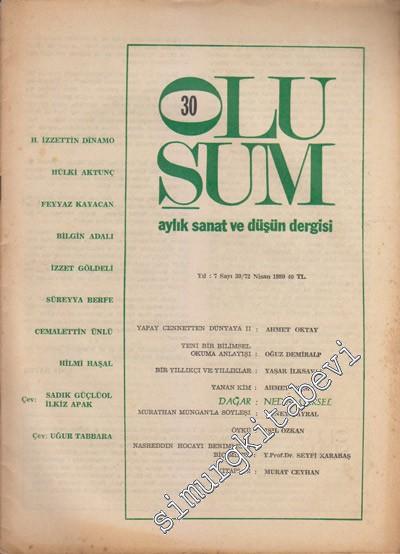 30
OLU
ŞUM
aylık sanat ve düşün dergisi
Yıl : 7 Sayı 30/72 Nisan 1980 40 TL.
H. İZZETTİN DİNAMO
HÜLKİ AKTUNÇ
FEYYAZ KAYACAN
BİLGİN ADALI
İZZET GÖLDELİ
SÜREYYA BERFE
CEMALETTİN ÜNLÜ
HİLMİ HAŞAL
Çev: SADIK GÜÇLÜOL
İLKİZ APAK
Çev: UĞUR TABBARA
YAPAY CENNETTEN DÜNYAYA II : AHMET OKTAY
YENİ BİR BİLİMSEL
OKUMA ANLAYIŞI : OĞUZ DEMİRALP
BİR YILLIKÇI VE YILLIKLAR : YAŞAR
YANAN KİM : AHMET
DAĞAR :
MURATHAN MUNGAN'LA SÖYLEŞİ :
ÖYKÜ ÖZKAN
NASREDDİN HOCAYI
Y.Prof.Dr. SEYFİ KARABAŞ
MURAT CEYHAN
simurgkitabevi.com